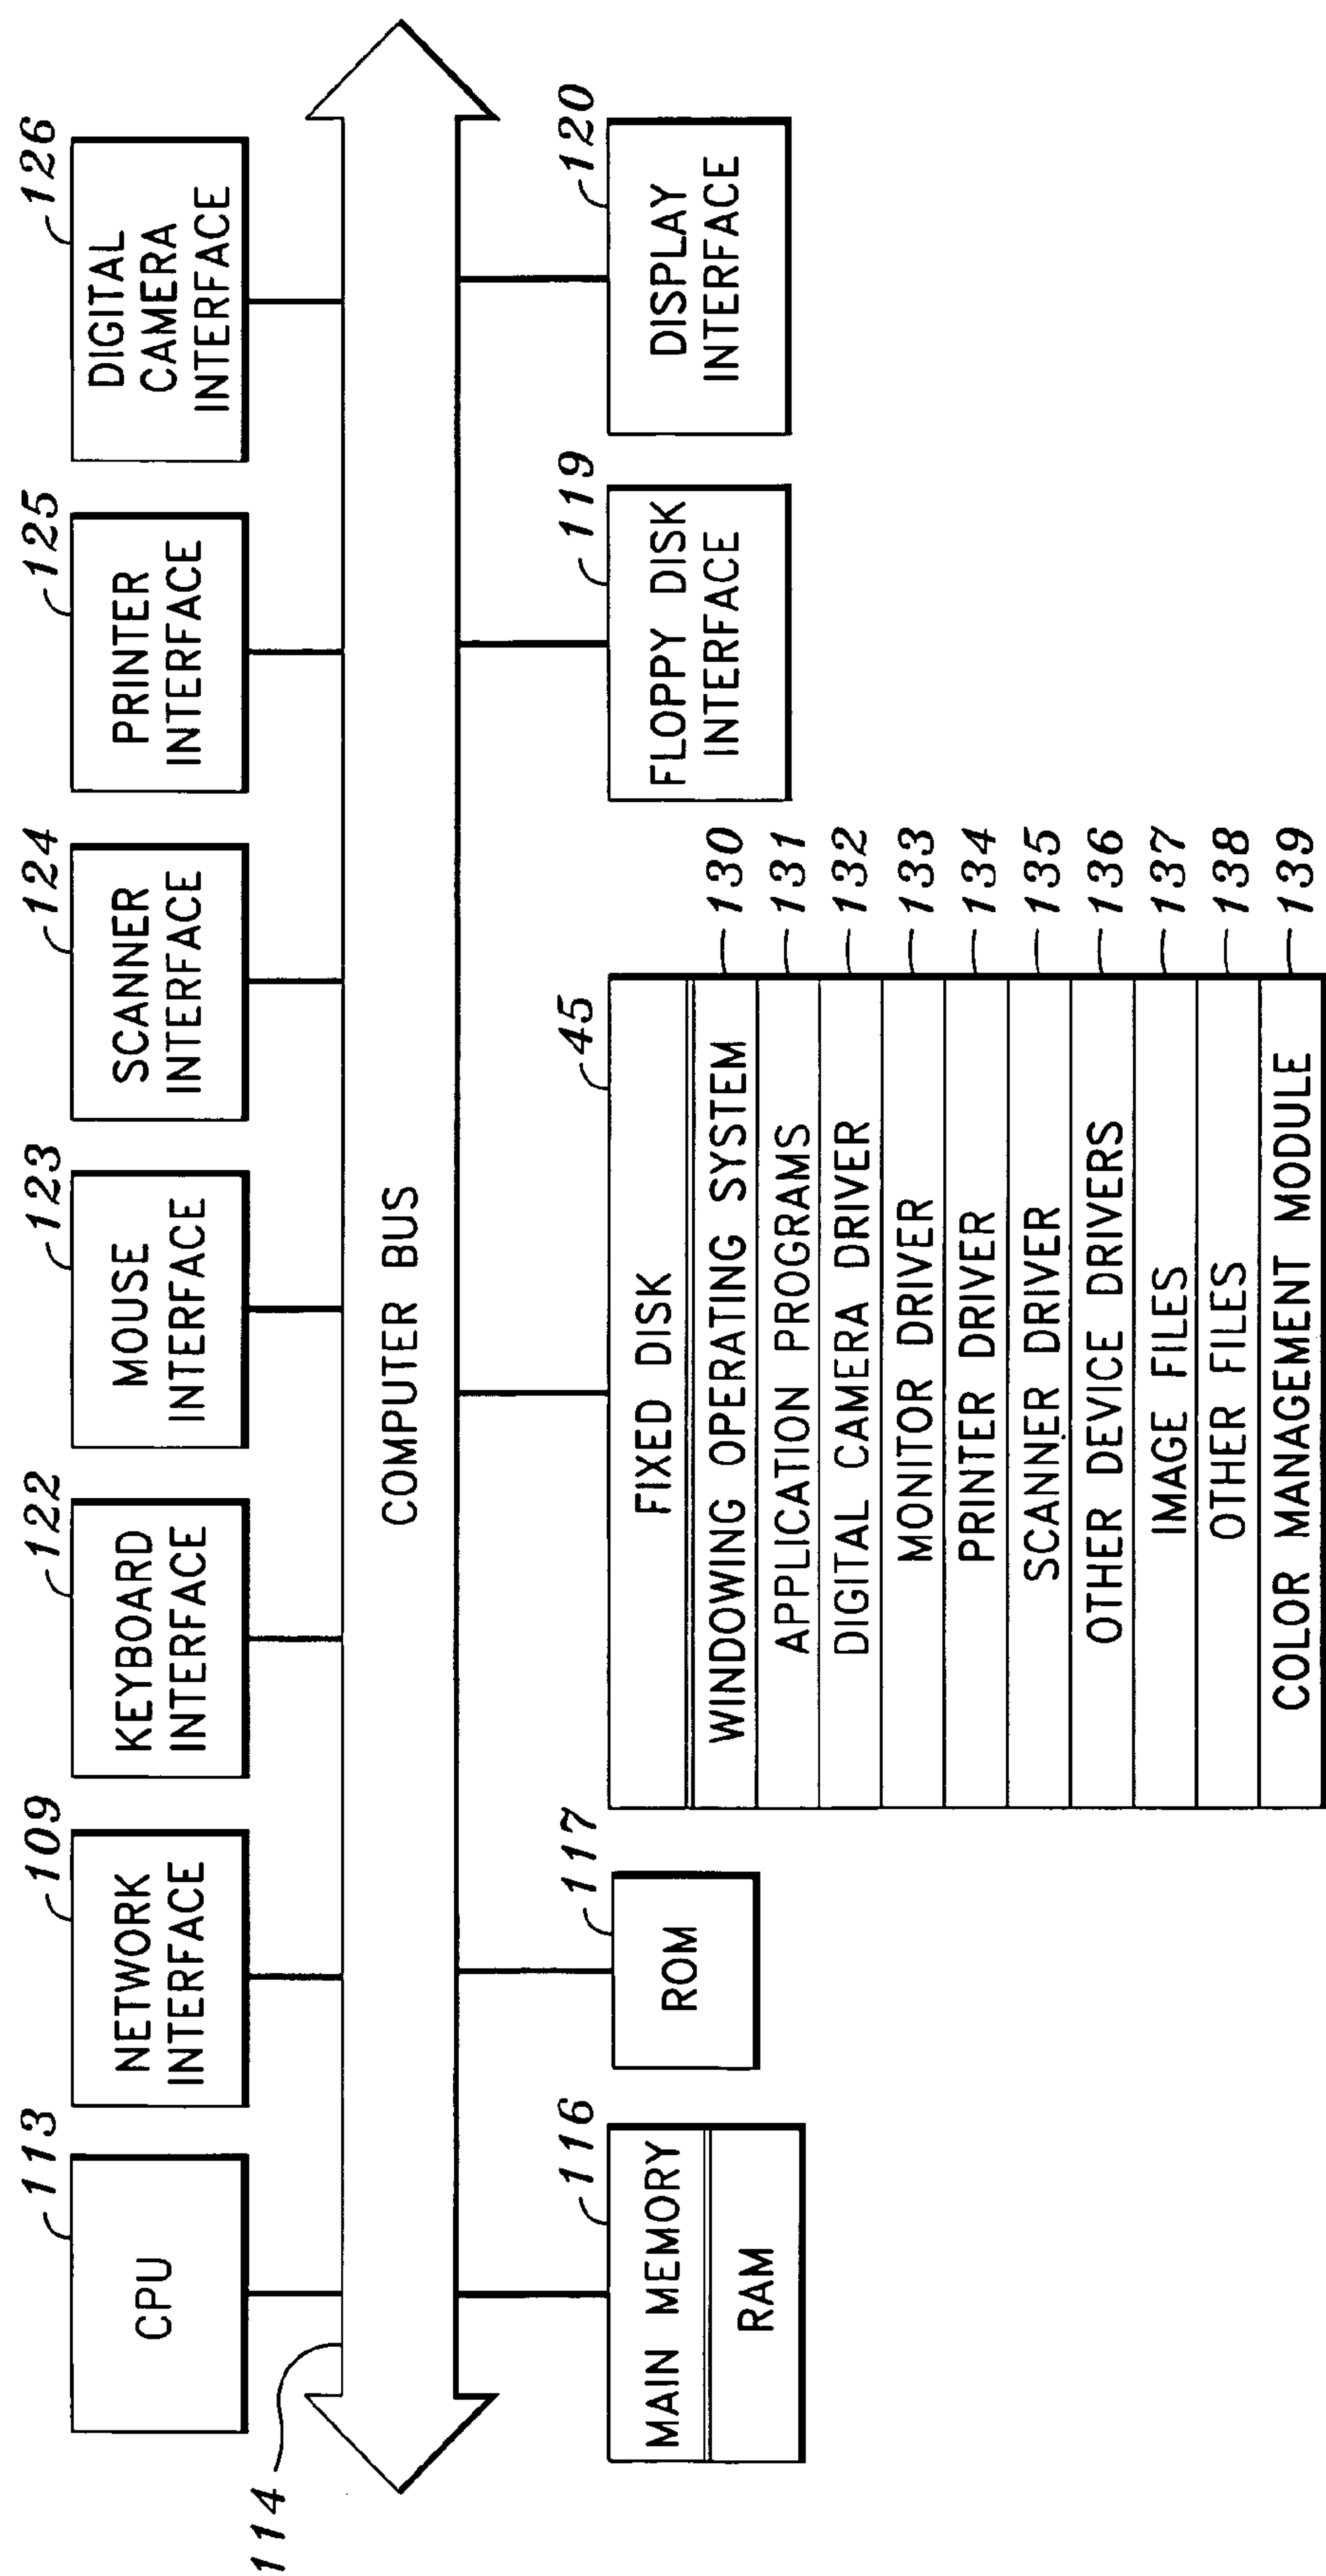 113
CPU
109
NETWORK
INTERFACE
122
KEYBOARD
INTERFACE
123
MOUSE
INTERFACE
124
SCANNER
INTERFACE
125
PRINTER
INTERFACE
126
DIGITAL
CAMERA
INTERFACE
114
COMPUTER BUS
116
MAIN MEMORY
RAM
117
ROM
45
FIXED DISK
WINDOWING OPERATING SYSTEM 130
APPLICATION PROGRAMS 131
DIGITAL CAMERA DRIVER 132
MONITOR DRIVER 133
PRINTER DRIVER 134
SCANNER DRIVER 135
OTHER DEVICE DRIVERS 136
IMAGE FILES 137
OTHER FILES 138
COLOR MANAGEMENT MODULE 139
119
FLOPPY DISK
INTERFACE
120
DISPLAY
INTERFACE